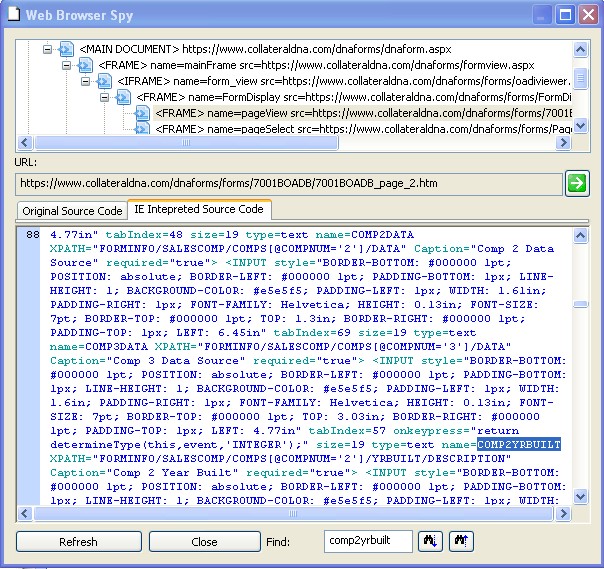 Web Browser Spy
<MAIN DOCUMENT> https://www.collateraldna.com/dnaforms/dnaform.aspx
<FRAME> name=mainFrame src=https://www.collateraldna.com/dnaforms/formview.aspx
<IFRAME> name=form_view src=https://www.collateraldna.com/dnaforms/oadiviewer.
<FRAME> name=FormDisplay src=https://www.collateraldna.com/dnaforms/FormDi
<FRAME> name=pageView src=https://www.collateraldna.com/dnaforms/forms/7001B
<FRAME> name=pageSelect src=https://www.collateraldna.com/dnaforms/forms/Page
URL:
https://www.collateraldna.com/dnaforms/forms/7001BOADB/7001BOADB_page_2.htm
Original Source Code IE Intepreted Source Code
88 4.77in" tabIndex=48 size=19 type=text name=COMP2DATA
XPATH="FORMINFO/SALESCOMP/COMPS[@COMPNUM='2']/DATA" Caption="Comp 2 Data
Source" required="true"> <INPUT style="BORDER-BOTTOM: #000000 1pt;
POSITION: absolute; BORDER-LEFT: #000000 1pt; PADDING-BOTTOM: 1px; LINE-
HEIGHT: 1; BACKGROUND-COLOR: #e5e5f5; PADDING-LEFT: 1px; WIDTH: 1.61in;
PADDING-RIGHT: 1px; FONT-FAMILY: Helvetica; HEIGHT: 0.13in; FONT-SIZE:
7pt; BORDER-TOP: #000000 1pt; TOP: 1.3in; BORDER-RIGHT: #000000 1pt;
PADDING-TOP: 1px; LEFT: 6.45in" tabIndex=69 size=19 type=text
name=COMP3DATA XPATH="FORMINFO/SALESCOMP/COMPS[@COMPNUM='3']/DATA"
Caption="Comp 3 Data Source" required="true"> <INPUT style="BORDER-BOTTOM:
#000000 1pt; POSITION: absolute; BORDER-LEFT: #000000 1pt; PADDING-BOTTOM:
1px; LINE-HEIGHT: 1; BACKGROUND-COLOR: #e5e5f5; PADDING-LEFT: 1px; WIDTH:
1.6in; PADDING-RIGHT: 1px; FONT-FAMILY: Helvetica; HEIGHT: 0.13in; FONT-
SIZE: 7pt; BORDER-TOP: #000000 1pt; TOP: 3.03in; BORDER-RIGHT: #000000
1pt; PADDING-TOP: 1px; LEFT: 4.77in" tabIndex=57 onkeypress="return
determineType(this,event,'INTEGER');" size=19 type=text name=COMP2YRBUILT
XPATH="FORMINFO/SALESCOMP/COMPS[@COMPNUM='2']/YRBUILT/DESCRIPTION"
Caption="Comp 2 Year Built" required="true"> <INPUT style="BORDER-BOTTOM:
#000000 1pt; POSITION: absolute; BORDER-LEFT: #000000 1pt; PADDING-BOTTOM:
1px; LINE-HEIGHT: 1; BACKGROUND-COLOR: #e5e5f5; PADDING-LEFT: 1px; WIDTH:
Refresh Close Find: comp2yrbuilt